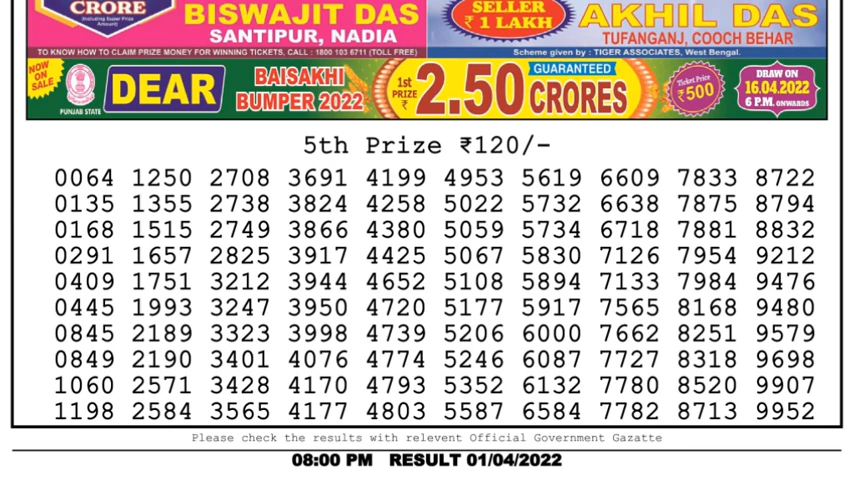 CRORE
(Including Super Prize Amount)
BISWAJIT DAS
SANTIPUR, NADIA
TO KNOW HOW TO CLAIM PRIZE MONEY FOR WINNING TICKETS, CALL : 1800 103 6711 (TOLL FREE)
SELLER
₹ 1 LAKH
AKHIL DAS
TUFANGANJ, COOCH BEHAR
Scheme given by : TIGER ASSOCIATES, West Bengal.
NOW ON SALE
PUNJAB STATE
DEAR
BAISAKHI
BUMPER 2022
1st PRIZE ₹
2.50
GUARANTEED
CRORES
Ticket Price
₹500
DRAW ON
16.04.2022
6 P.M. ONWARDS
5th Prize ₹120/-
0064 1250 2708 3691 4199 4953 5619 6609 7833 8722
0135 1355 2738 3824 4258 5022 5732 6638 7875 8794
0168 1515 2749 3866 4380 5059 5734 6718 7881 8832
0291 1657 2825 3917 4425 5067 5830 7126 7954 9212
0409 1751 3212 3944 4652 5108 5894 7133 7984 9476
0445 1993 3247 3950 4720 5177 5917 7565 8168 9480
0845 2189 3323 3998 4739 5206 6000 7662 8251 9579
0849 2190 3401 4076 4774 5246 6087 7727 8318 9698
1060 2571 3428 4170 4793 5352 6132 7780 8520 9907
1198 2584 3565 4177 4803 5587 6584 7782 8713 9952
Please check the results with relevent Official Government Gazatte
08:00 PM RESULT 01/04/2022